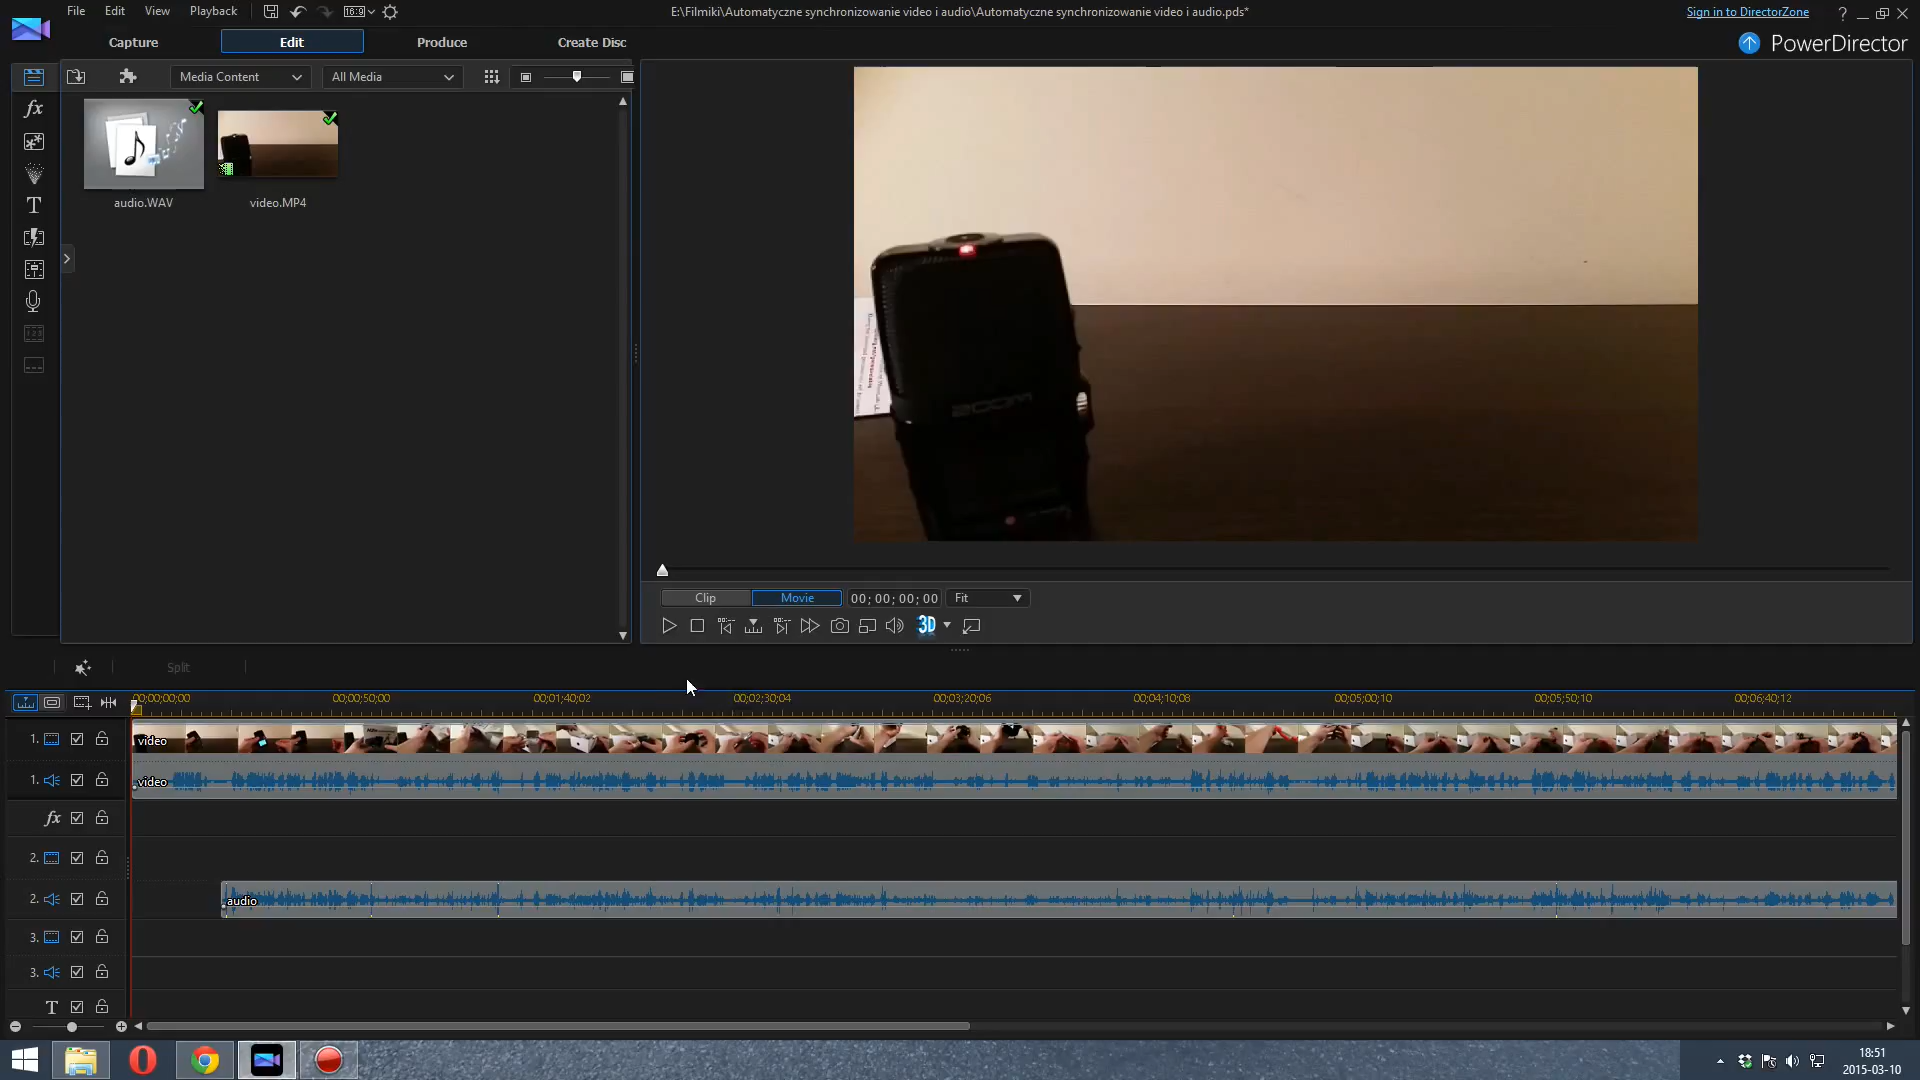 File Edit View Playback
16:9
E:\Filmiki\Automatyczne synchronizowanie video i audio\Automatyczne synchronizowanie video i audio.pds*
Sign in to DirectorZone
?
Capture Edit Produce Create Disc
PowerDirector
Media Content All Media
fx
T
audio.WAV video.MP4
zoom
Clip Movie 00; 00; 00; 00 Fit
3D
Split
00;00;00;00 00;00;50;00 00;01;40;02 00;02;30;04 00;03;20;06 00;04;10;08 00;05;00;10 00;05;50;10 00;06;40;12
1. video
1. video
fx
2.
2. audio
3.
3.
T
18:51
2015-03-10